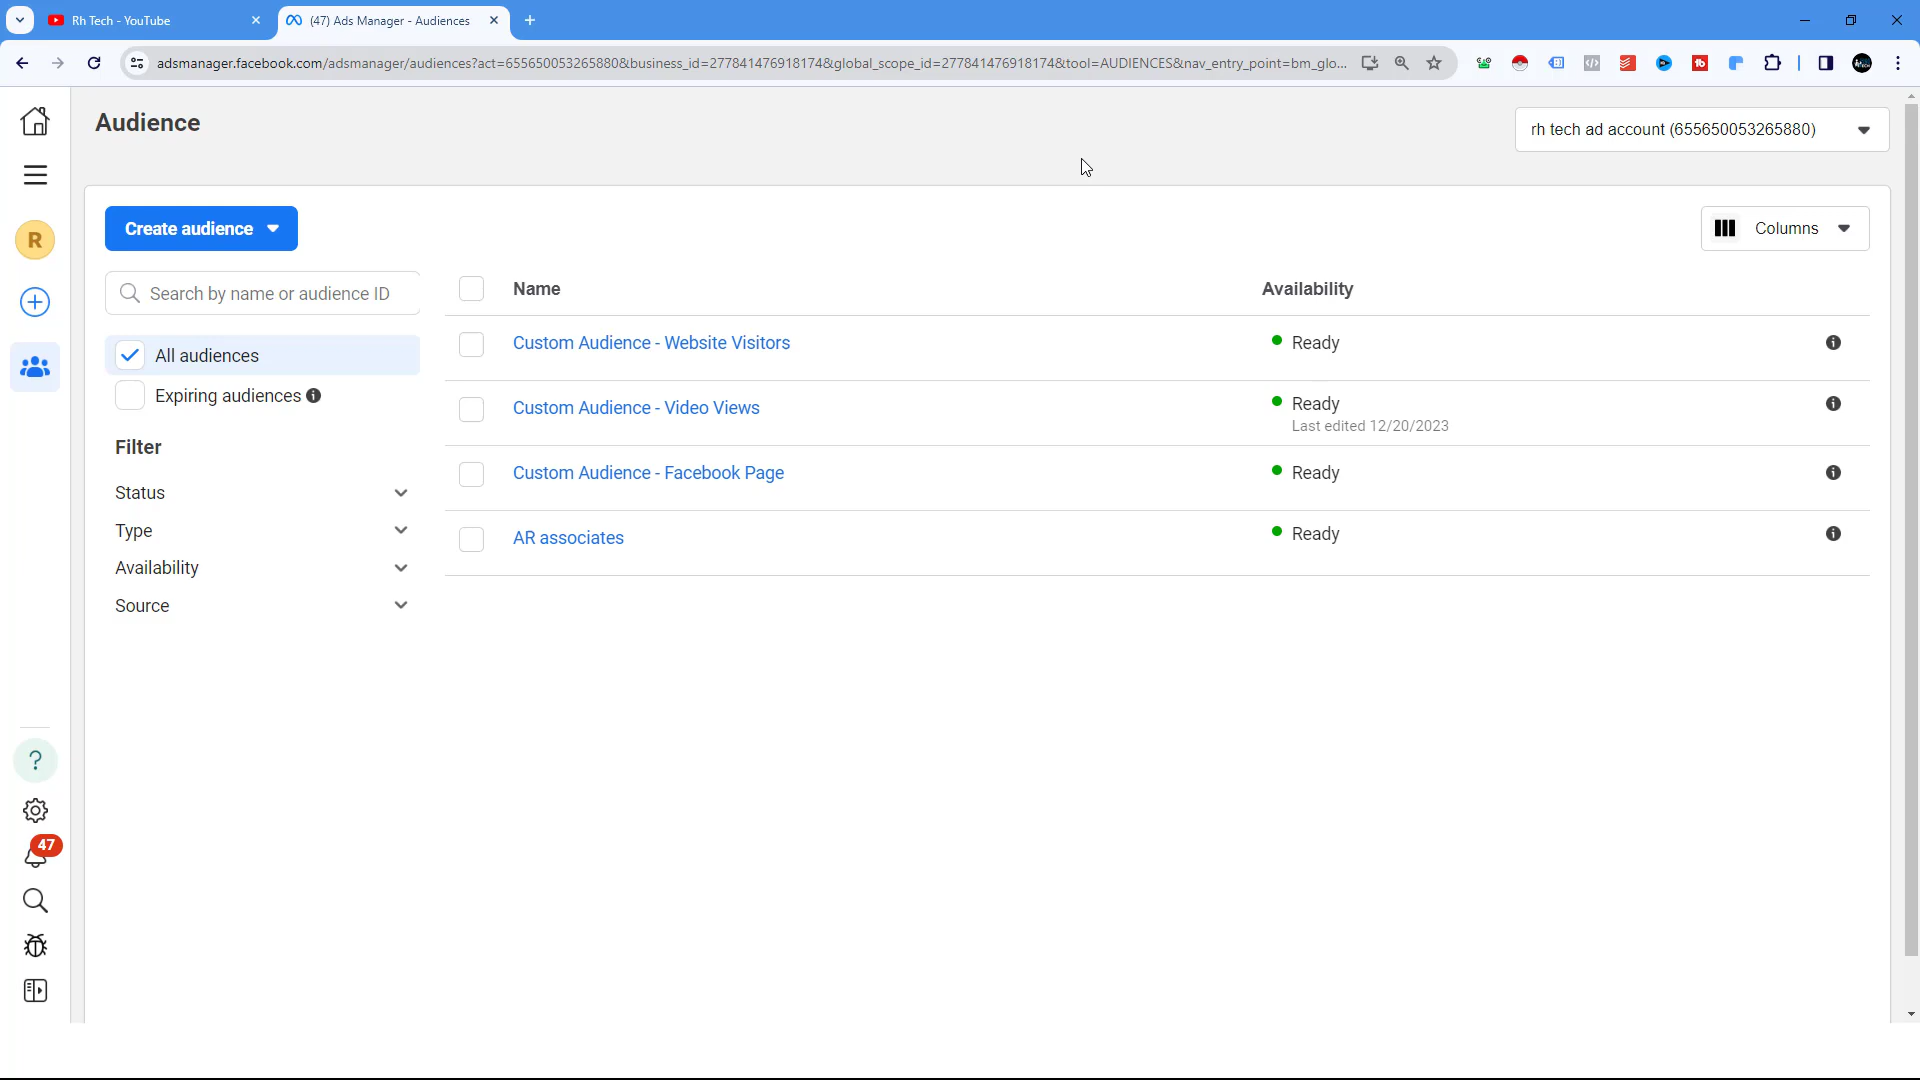 Rh Tech - YouTube
(47) Ads Manager - Audiences
adsmanager.facebook.com/adsmanager/audiences?act=655650053265880&business_id=277841476918174&global_scope_id=277841476918174&tool=AUDIENCES&nav_entry_point=bm_glo...
Audience
rh tech ad account (655650053265880)
R
Create audience
Columns
Search by name or audience ID
Name
Availability
All audiences
Expiring audiences
Custom Audience - Website Visitors
Ready
Custom Audience - Video Views
Ready
Last edited 12/20/2023
Custom Audience - Facebook Page
Ready
AR associates
Ready
Filter
Status
Type
Availability
Source
?
47